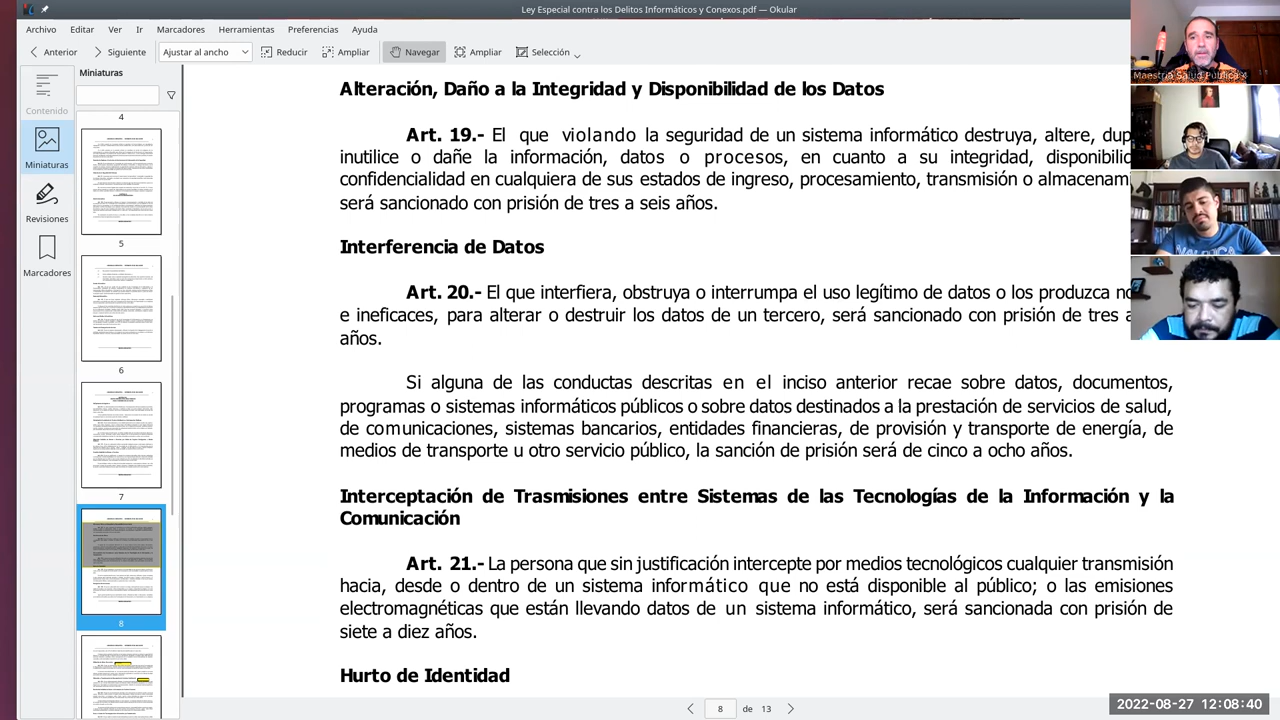 Ley Especial contra los Delitos Informáticos y Conexos.pdf — Okular
Archivo Editar Ver Ir Marcadores Herramientas Preferencias Ayuda
Anterior Siguiente Ajustar al ancho Reducir Ampliar Navegar Ampliar Selección
Contenido
Miniaturas
Revisiones
Miniaturas
4
5
6
7
8
Alteración, Daño a la Integridad y Disponibilidad de los Datos
Art. 19.- El que violando la seguridad de un sistema informático destruya, altere,
inutilice o dañe la información, datos o procesos, en cuanto a su integridad,
confidencialidad en cualquiera de sus estados de ingreso, procesamiento, transmisión o
será sancionado con prisión de tres a seis años.
Interferencia de Datos
Art. 20.- El que interfiera, obstruya o interrumpa el uso legítimo de datos o los produzca
e ineficaces, para alterar o destruir los datos de un tercero, será sancionado con prisión de tres a
años.
Si alguna de las conductas descritas en el inciso anterior recae sobre datos, documentos,
programas o sistemas informáticos públicos o sobre datos destinados a la prestación de servicios de salud,
de comunicaciones, sistemas bancarios, entidades financieras, de provisión y transporte de energía, de
medios de transporte u otro servicio público, la sanción de prisión será de cinco a ocho años.
Interceptación de Trasmisiones entre Sistemas de las Tecnologías de la Información y la
Comunicación
Art. 21.- La persona que sin justificación intercepte por medios tecnológicos cualquier transmisión
hacia, desde o dentro de un sistema informático que no está disponible al público; o las emisiones
electromagnéticas que están llevando datos de un sistema informático, será sancionada con prisión de
siete a diez años.
Hurto de Identidad
8 de 13
Maestría Salud Pública 4
2022-08-27 12:08:40